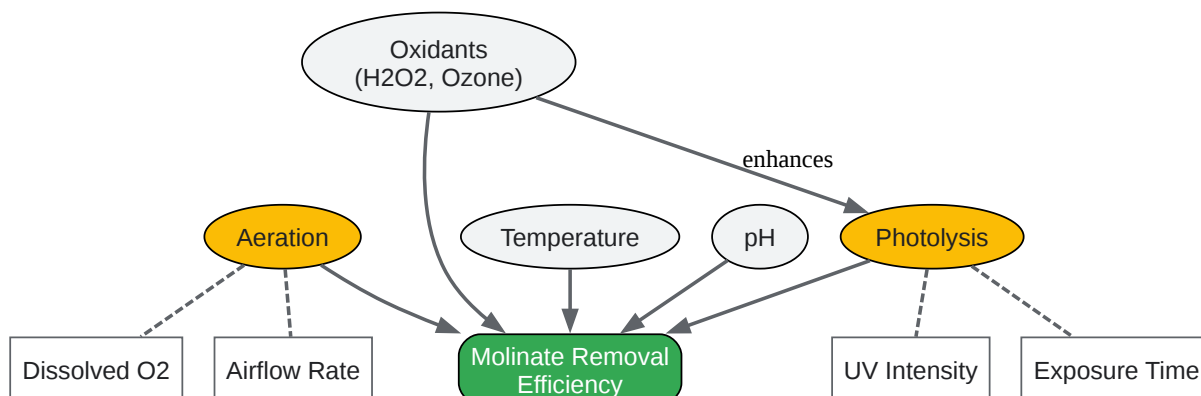 Oxidants
(H2O2, Ozone)
enhances
Aeration
Temperature
pH
Photolysis
Dissolved O2
Airflow Rate
Molinate Removal
Efficiency
UV Intensity
Exposure Time